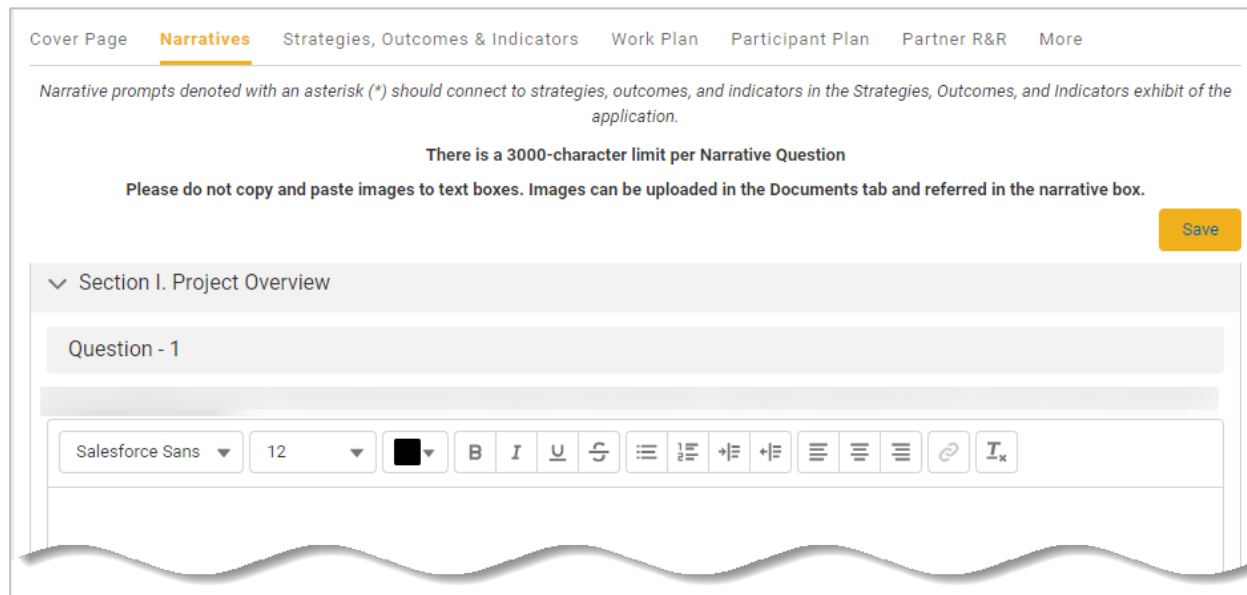 Cover Page Narratives Strategies, Outcomes & Indicators Work Plan Participant Plan Partner R&R More
Narrative prompts denoted with an asterisk (*) should connect to strategies, outcomes, and indicators in the Strategies, Outcomes, and Indicators exhibit of the
application.
There is a 3000-character limit per Narrative Question
Please do not copy and paste images to text boxes. Images can be uploaded in the Documents tab and referred in the narrative box.
Save
Section I. Project Overview
Question - 1
Salesforce Sans 12 B I U S